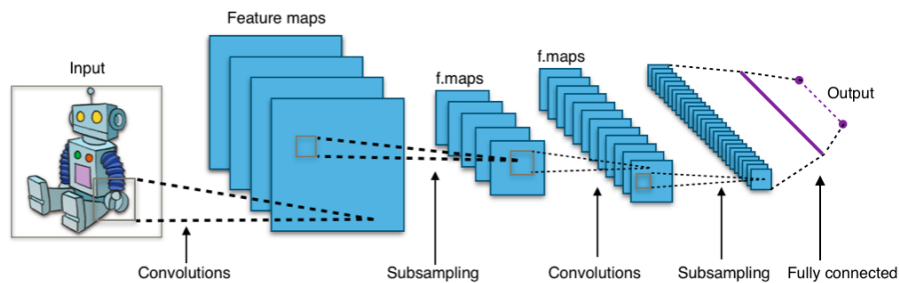 Feature maps
Input
f.maps
f.maps
Output
Convolutions
Subsampling
Convolutions
Subsampling
Fully connected